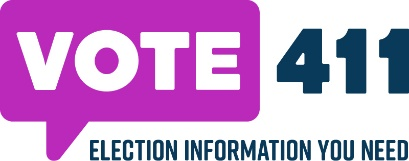 VOTE 411
ELECTION INFORMATION YOU NEED